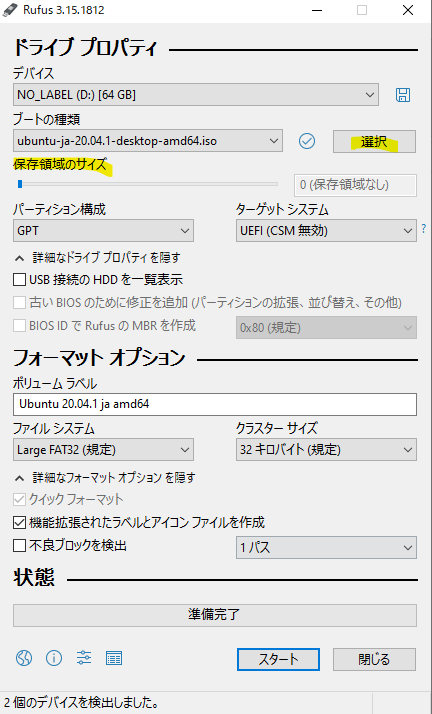 Rufus 3.15.1812
ドライブ プロパティ
デバイス
NO_LABEL (D:) [64 GB]
ブートの種類
ubuntu-ja-20.04.1-desktop-amd64.iso
選択
保存領域のサイズ
0 (保存領域なし)
パーティション構成
ターゲット システム
GPT
UEFI (CSM 無効)
?
詳細なドライブ プロパティを隠す
USB 接続の HDD を一覧表示
古い BIOS のために修正を追加 (パーティションの拡張、並び替え、その他)
BIOS ID で Rufus の MBR を作成
0x80 (規定)
フォーマット オプション
ボリューム ラベル
Ubuntu 20.04.1 ja amd64
ファイル システム
クラスター サイズ
Large FAT32 (規定)
32 キロバイト (規定)
詳細なフォーマット オプション を隠す
クイック フォーマット
機能拡張されたラベルとアイコン ファイルを作成
不良ブロックを検出
1 パス
状態
準備完了
スタート
閉じる
2 個のデバイスを検出しました。